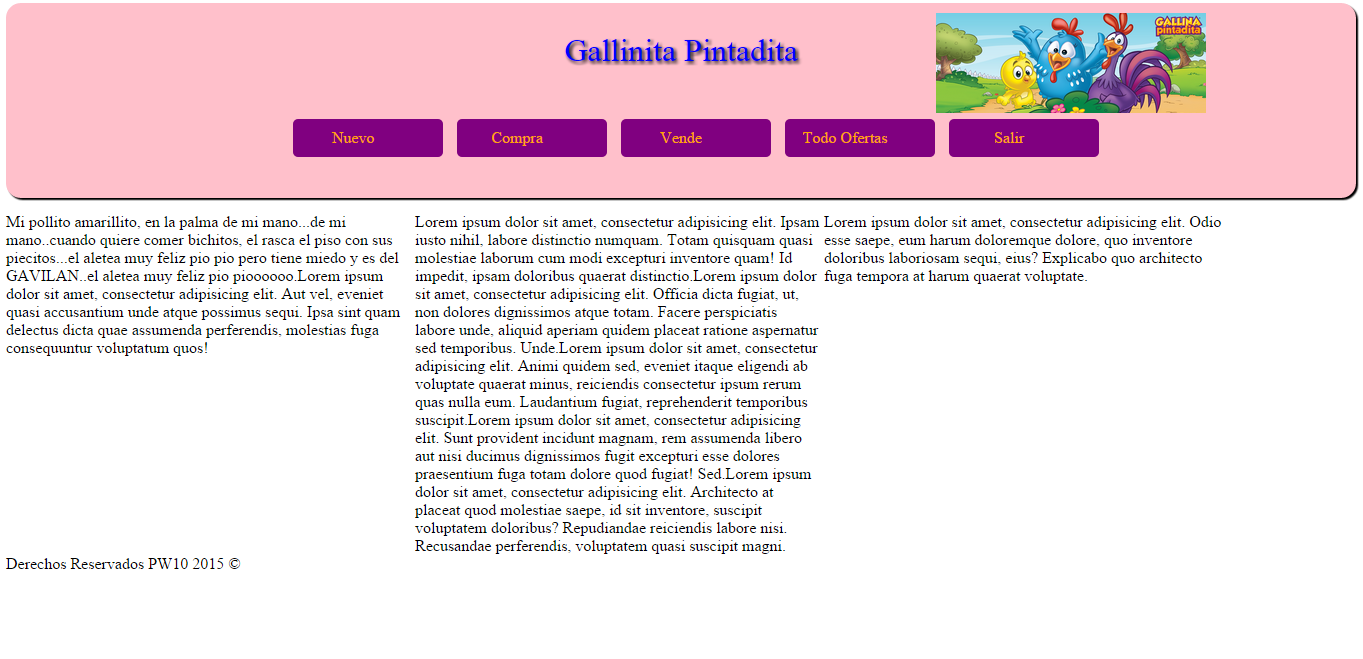 Gallinita Pintadita
GALLINA
pintadita
Nuevo
Compra
Vende
Todo Ofertas
Salir
Mi pollito amarillito, en la palma de mi mano...de mi
mano..cuando quiere comer bichitos, el rasca el piso con sus
piecitos...el aletea muy feliz pio pio pero tiene miedo y es del
GAVILAN..el aletea muy feliz pio pioooooo.Lorem ipsum
dolor sit amet, consectetur adipisicing elit. Aut vel, eveniet
quasi accusantium unde atque possimus sequi. Ipsa sint quam
delectus dicta quae assumenda perferendis, molestias fuga
consequuntur voluptatum quos!
Lorem ipsum dolor sit amet, consectetur adipisicing elit. Ipsam
iusto nihil, labore distinctio numquam. Totam quisquam quasi
molestiae laborum cum modi excepturi inventore quam! Id
impedit, ipsam doloribus quaerat distinctio.Lorem ipsum dolor
sit amet, consectetur adipisicing elit. Officia dicta fugiat, ut,
non dolores dignissimos atque totam. Facere perspiciatis
labore unde, aliquid aperiam quidem placeat ratione aspernatur
sed temporibus. Unde.Lorem ipsum dolor sit amet, consectetur
adipisicing elit. Animi quidem sed, eveniet itaque eligendi ab
voluptate quaerat minus, reiciendis consectetur ipsum rerum
quas nulla eum. Laudantium fugiat, reprehenderit temporibus
suscipit.Lorem ipsum dolor sit amet, consectetur adipisicing
elit. Sunt provident incidunt magnam, rem assumenda libero
aut nisi ducimus dignissimos fugit excepturi esse dolores
praesentium fuga totam dolore quod fugiat! Sed.Lorem ipsum
dolor sit amet, consectetur adipisicing elit. Architecto at
placeat quod molestiae saepe, id sit inventore, suscipit
voluptatem doloribus? Repudiandae reiciendis labore nisi.
Recusandae perferendis, voluptatem quasi suscipit magni.
Lorem ipsum dolor sit amet, consectetur adipisicing elit. Odio
esse saepe, eum harum doloremque dolore, quo inventore
doloribus laboriosam sequi, eius? Explicabo quo architecto
fuga tempora at harum quaerat voluptate.
Derechos Reservados PW10 2015 ©